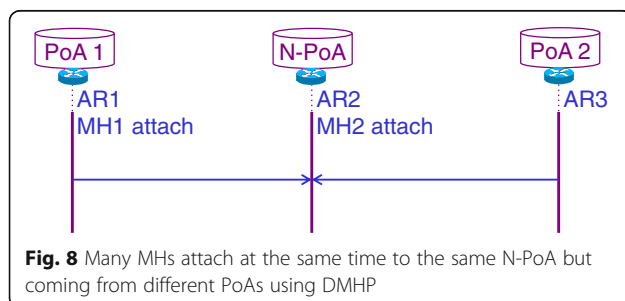 PoA 1 N-PoA PoA 2
AR1 AR2 AR3
MH1 attach MH2 attach
Fig. 8 Many MHs attach at the same time to the same N-PoA but
coming from different PoAs using DMHP